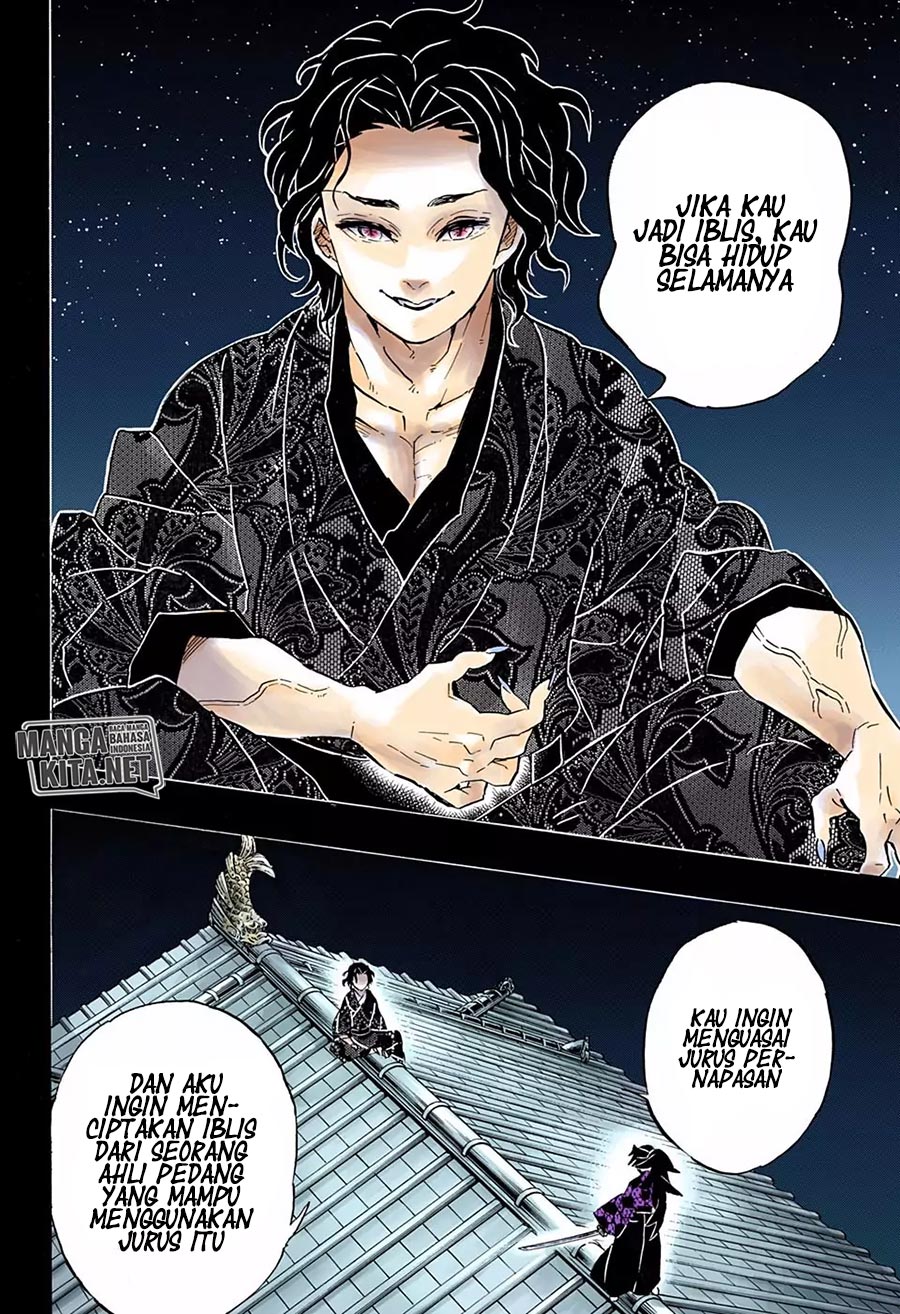 JIKA KAU
JADI IBLIS, KAU
BISA HIDUP
SELAMANYA
MANGA
KITA.NET
BACA MANGA
BAHASA
INDONESIA
KAU INGIN
MENGUASAI
JURUS PER-
NAPASAN
DAN AKU
INGIN MEN-
CIPTAKAN IBLIS
DARI SEORANG
AHLI PEDANG
YANG MAMPU
MENGGUNAKAN
JURUS ITU